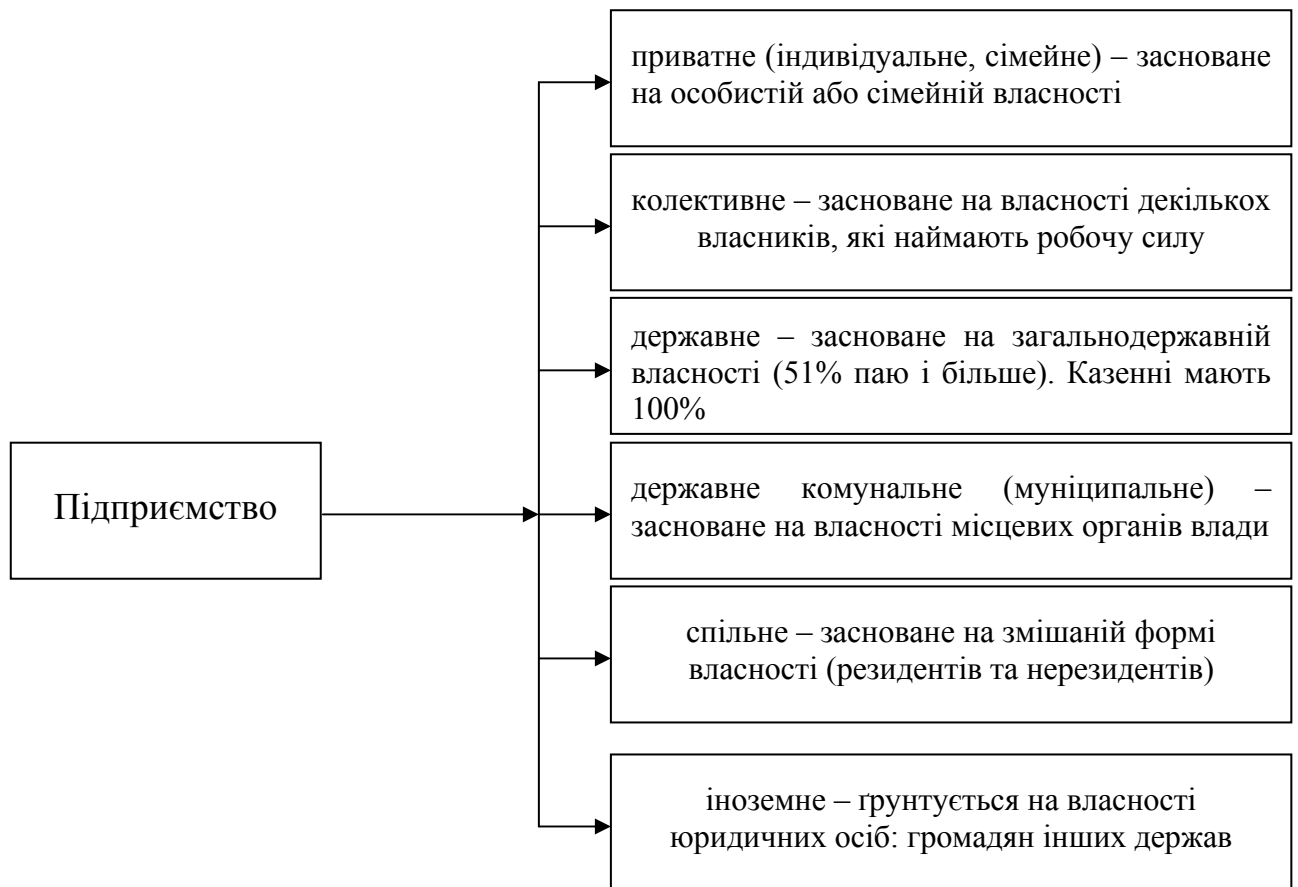 приватне (індивідуальне, сімейне) – засноване
на особистій або сімейній власності
колективне – засноване на власності декількох
власників, які наймають робочу силу
державне – засноване на загальнодержавній
власності (51% паю і більше). Казенні мають
100%
Підприємство
державне комунальне (муніципальне) –
засноване на власності місцевих органів влади
спільне – засноване на змішаній формі
власності (резидентів та нерезидентів)
іноземне – ґрунтується на власності
юридичних осіб: громадян інших держав